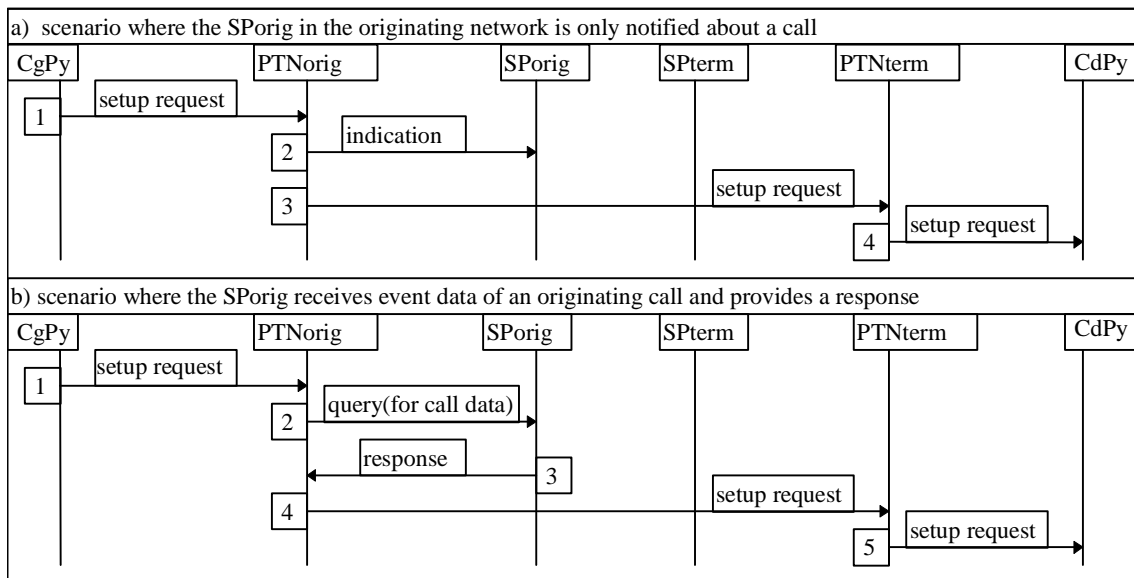 a) scenario where the SPorig in the originating network is only notified about a call
CgPy PTNorig SPorig SPterm PTNterm CdPy
1 setup request
2 indication
3 setup request
4 setup request
b) scenario where the SPorig receives event data of an originating call and provides a response
CgPy PTNorig SPorig SPterm PTNterm CdPy
1 setup request
2 query(for call data)
response 3
4 setup request
5 setup request